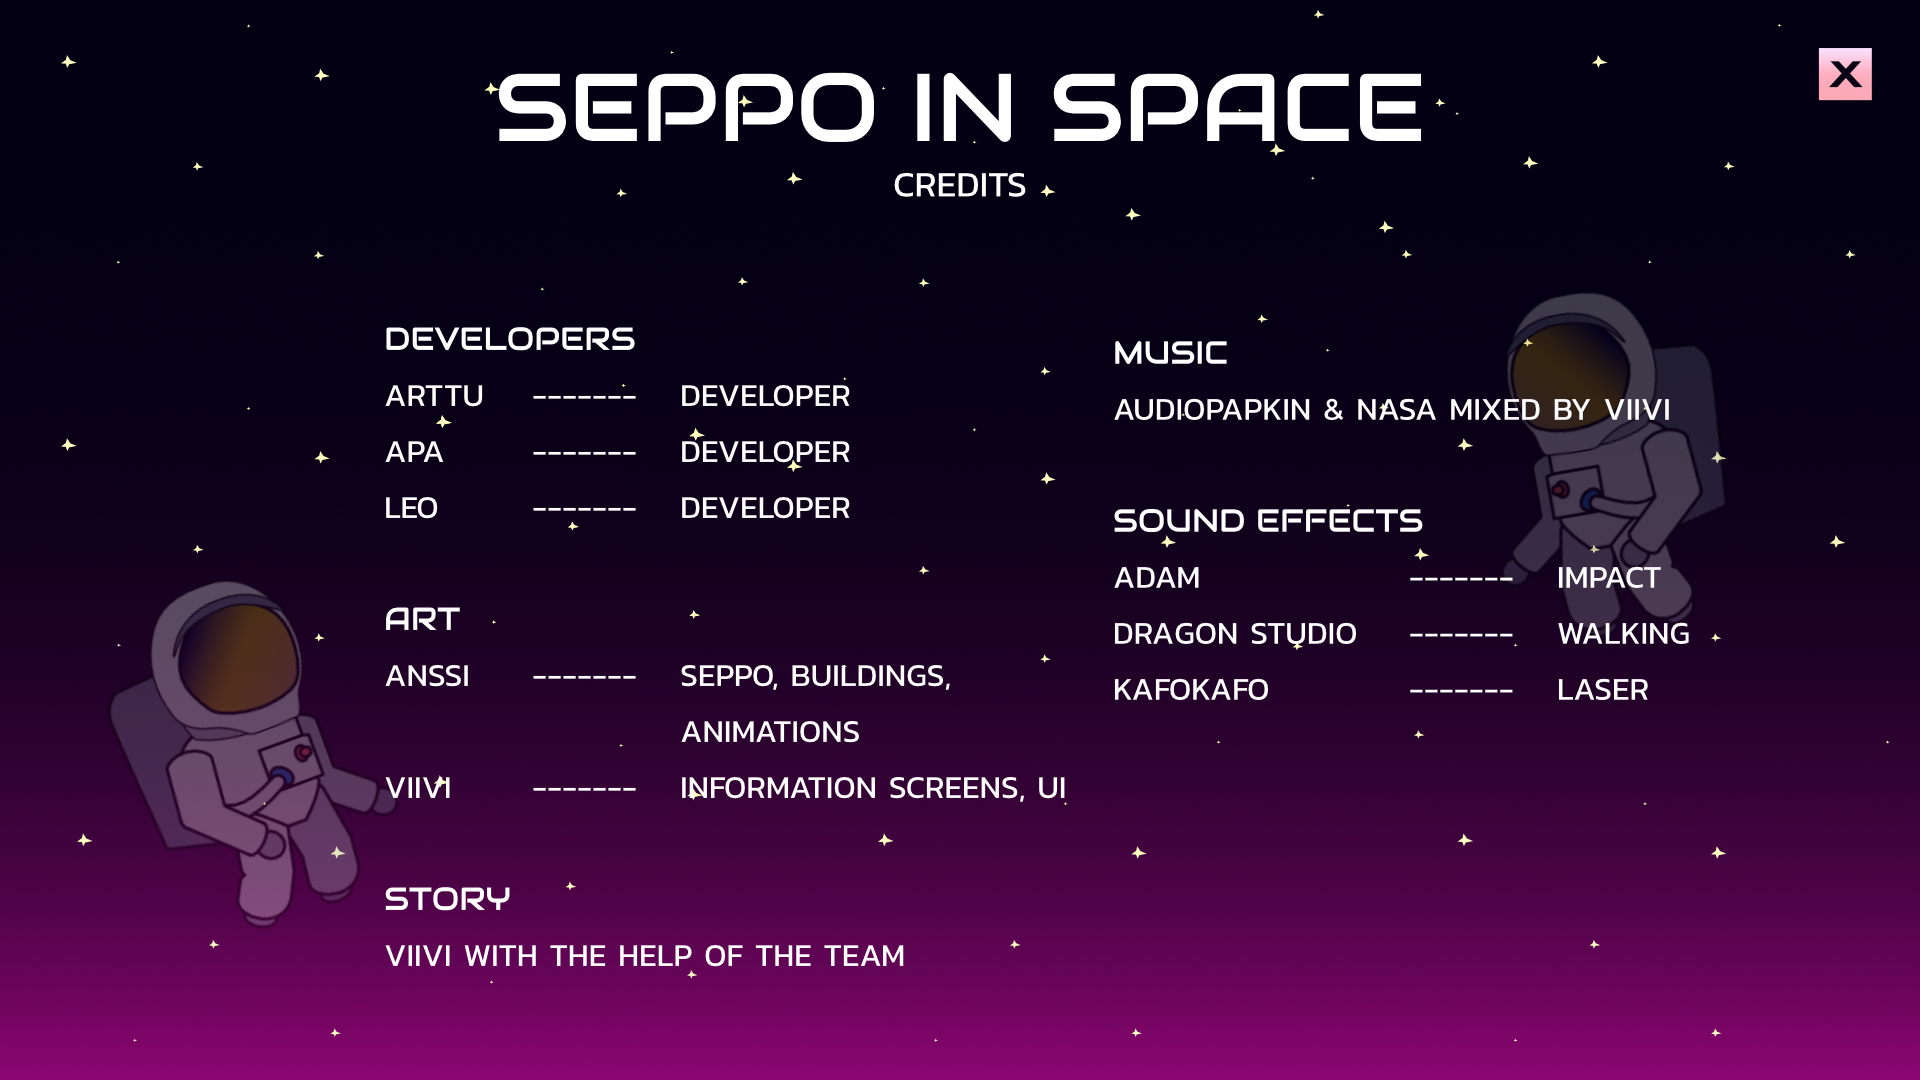 SEPPO IN SPACE
X
CREDITS
DEVELOPERS
ARTTU ------- DEVELOPER
APA ------- DEVELOPER
LEO ------- DEVELOPER
ART
ANSSI ------- SEPPO, BUILDINGS,
ANIMATIONS
VIIVI ------- INFORMATION SCREENS, UI
STORY
VIIVI WITH THE HELP OF THE TEAM
MUSIC
AUDIOPAPKIN & NASA MIXED BY VIIVI
SOUND EFFECTS
ADAM ------- IMPACT
DRAGON STUDIO ------- WALKING
KAFOKAFO ------- LASER